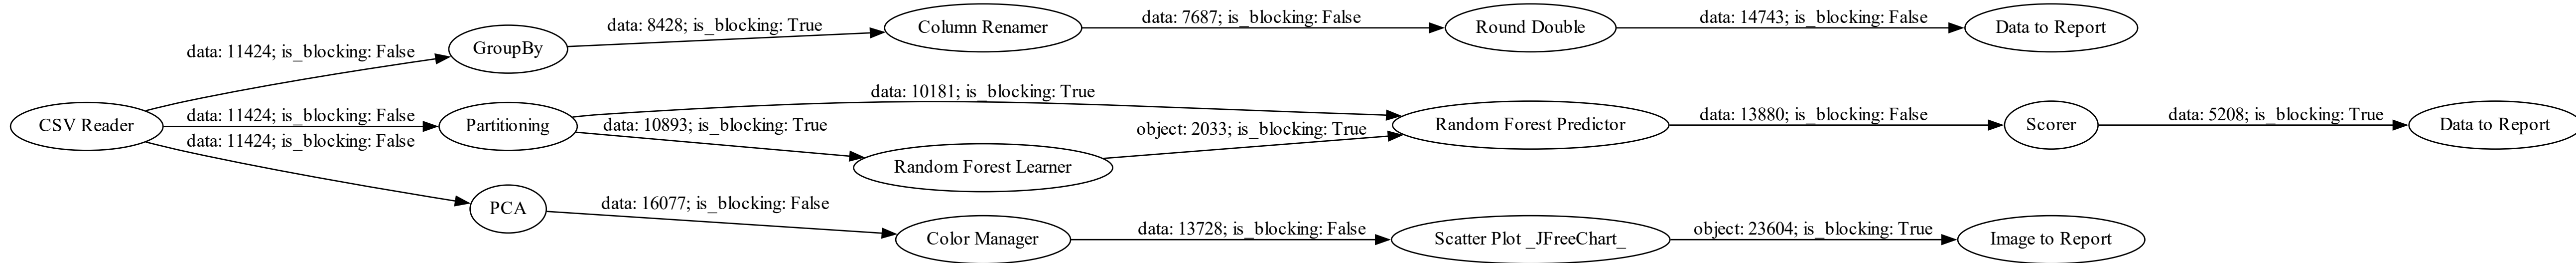 data: 8428; is_blocking: True
data: 7687; is_blocking: False
data: 14743; is_blocking: False
Column Renamer
Round Double
Data to Report
data: 11424; is_blocking: False
GroupBy
data: 10181; is_blocking: True
CSV Reader
data: 11424; is_blocking: False
Partitioning
data: 10893; is_blocking: True
object: 2033; is_blocking: True
Random Forest Predictor
data: 13880; is_blocking: False
Scorer
data: 5208; is_blocking: True
Data to Report
data: 11424; is_blocking: False
Random Forest Learner
PCA
data: 16077; is_blocking: False
Color Manager
data: 13728; is_blocking: False
Scatter Plot _JFreeChart_
object: 23604; is_blocking: True
Image to Report